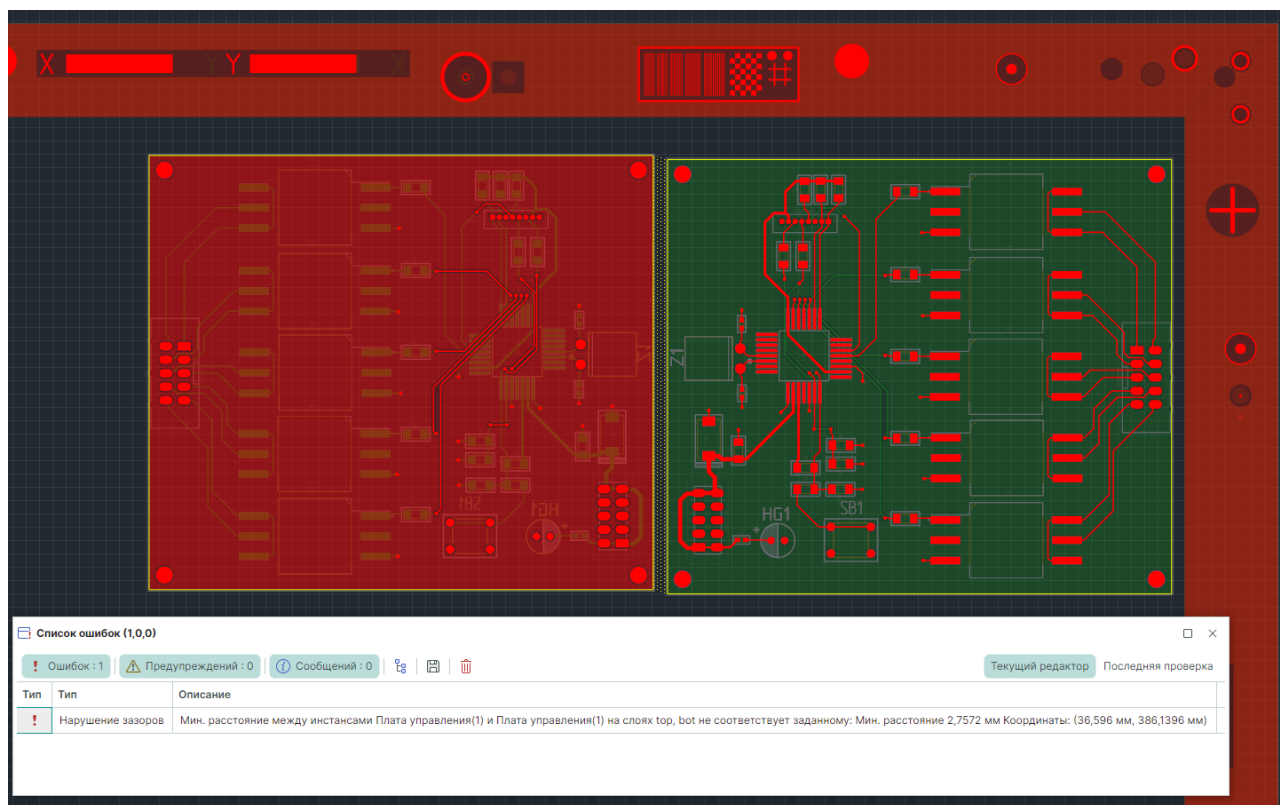 X Y Y X
Z1
HG1 SB1
SB1 HG1
Список ошибок (1,0,0)
Ошибок : 1 Предупреждений : 0 Сообщений : 0 Текущий редактор Последняя проверка
Тип Тип Описание
! Нарушение зазоров Мин. расстояние между инстансами Плата управления(1) и Плата управления(1) на слоях top, bot не соответствует заданному: Мин. расстояние 2,7572 мм Координаты: (36,596 мм, 386,1396 мм)